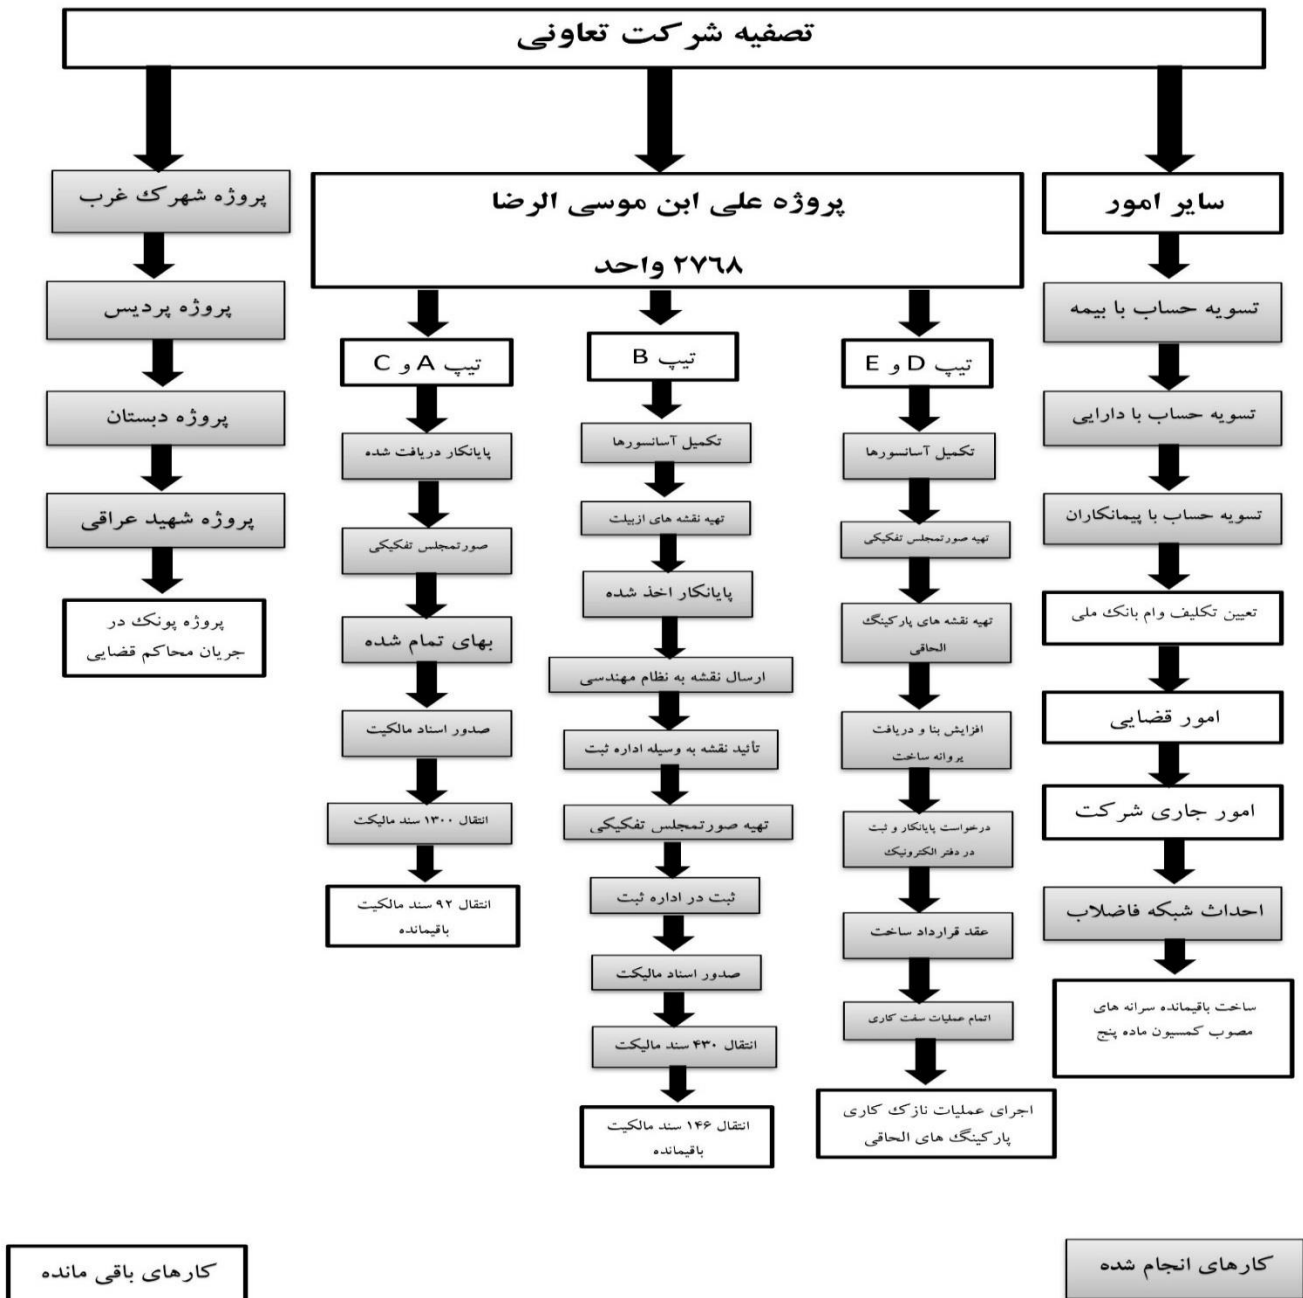 تصفیه شرکت تعاونی
سایر امور
تسویه حساب با بیمه
تسویه حساب با دارایی
تسویه حساب با پیمانکاران
تعیین تکلیف وام بانک ملی
امور قضایی
امور جاری شرکت
احداث شبکه فاضلاب
ساخت باقیمانده سرانه های
مصوب کمسیون ماده پنج
پروژه علی ابن موسی الرضا
۲۷۶۸ واحد
تیپ D و E
تکمیل آسانسورها
تهیه صورتمجلس تفکیکی
تهیه نقشه های پارکینگ
الحاقی
افزایش بنا و دریافت
پروانه ساخت
درخواست پایانکار و ثبت
در دفتر الکترونیک
عقد قرارداد ساخت
اتمام عملیات سفت کاری
اجرای عملیات نازک کاری
پارکینگ های الحاقی
تیپ B
تکمیل آسانسورها
تهیه نقشه های ازبیلت
پایانکار اخذ شده
ارسال نقشه به نظام مهندسی
تأئید نقشه به وسیله اداره ثبت
تهیه صورتمجلس تفکیکی
ثبت در اداره ثبت
صدور اسناد مالیکت
انتقال ۴۳۰ سند مالیکت
انتقال ۱۴۶ سند مالکیت
باقیمانده
تیپ A و C
پایانکار دریافت شده
صورتمجلس تفکیکی
بهای تمام شده
صدور اسناد مالکیت
انتقال ۱۳۰۰ سند مالیکت
انتقال ۹۲ سند مالکیت
باقیمانده
پروژه شهرک غرب
پروژه پردیس
پروژه دبستان
پروژه شهید عراقی
پروژه پونک در
جریان محاکم قضایی
کارهای انجام شده
کارهای باقی مانده